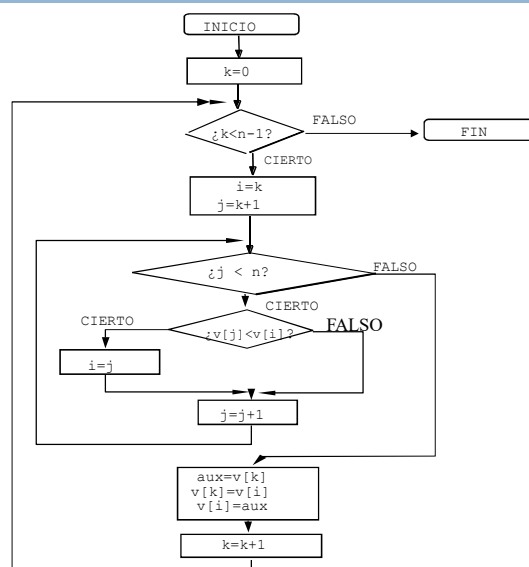 INICIO
k=0
¿k<n-1?
FALSO
FIN
CIERTO
i=k
j=k+1
¿j < n?
FALSO
CIERTO
CIERTO
¿v[j]<v[i]?
FALSO
i=j
j=j+1
aux=v[k]
v[k]=v[i]
v[i]=aux
k=k+1